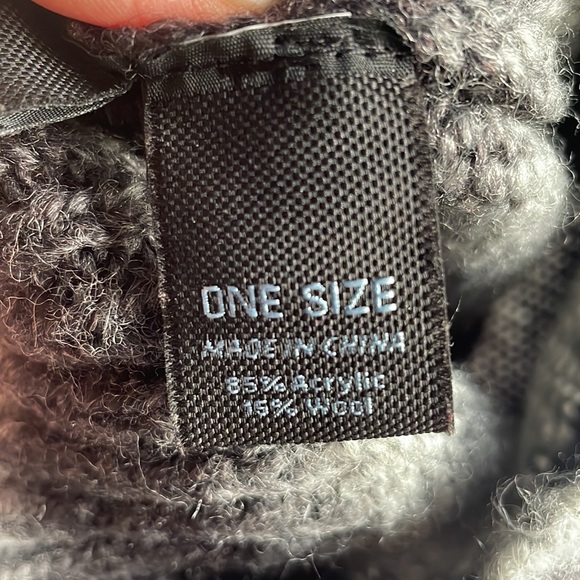 ONE SIZE
MADE IN CHINA
85% Acrylic
15% Wool